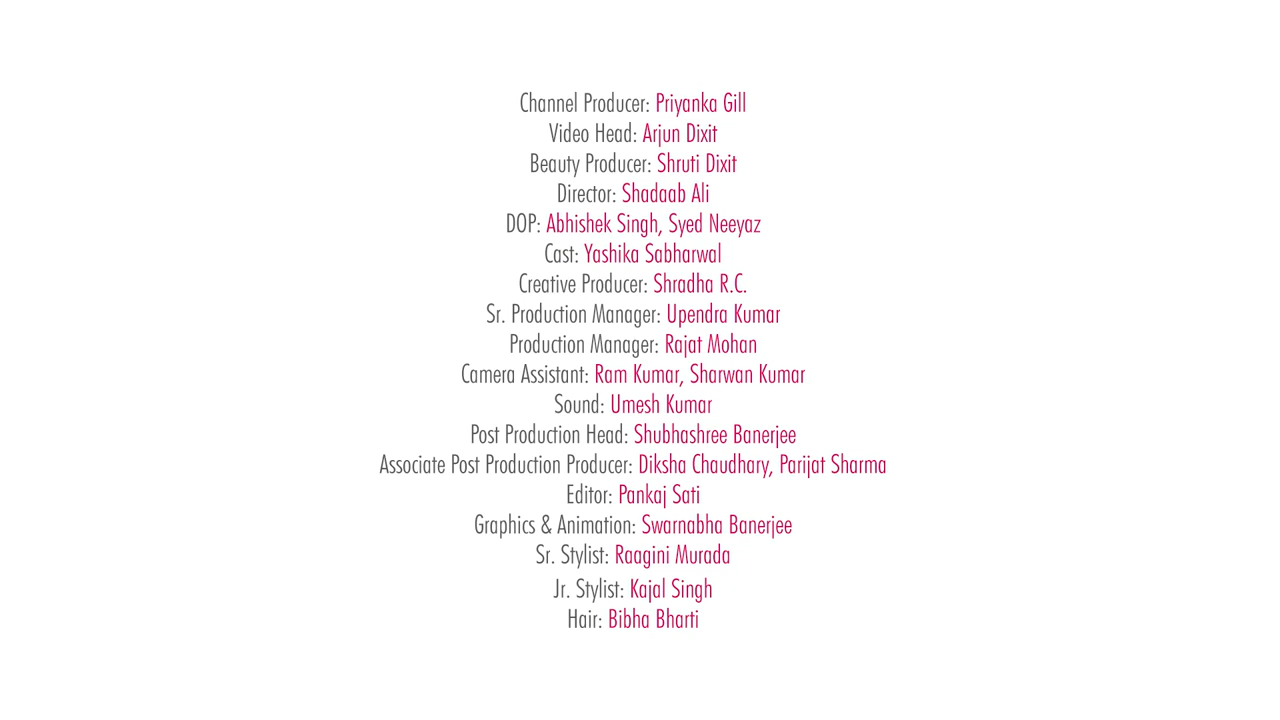 Channel Producer: Priyanka Gill
Video Head: Arjun Dixit
Beauty Producer: Shruti Dixit
Director: Shadaab Ali
DOP: Abhishek Singh, Syed Neeyaz
Cast: Yashika Sabharwal
Creative Producer: Shradha R.C.
Sr. Production Manager: Upendra Kumar
Production Manager: Rajat Mohan
Camera Assistant: Ram Kumar, Sharwan Kumar
Sound: Umesh Kumar
Post Production Head: Shubhashree Banerjee
Associate Post Production Producer: Diksha Chaudhary, Parijat Sharma
Editor: Pankaj Sati
Graphics & Animation: Swarnabha Banerjee
Sr. Stylist: Raagini Murada
Jr. Stylist: Kajal Singh
Hair: Bibha Bharti